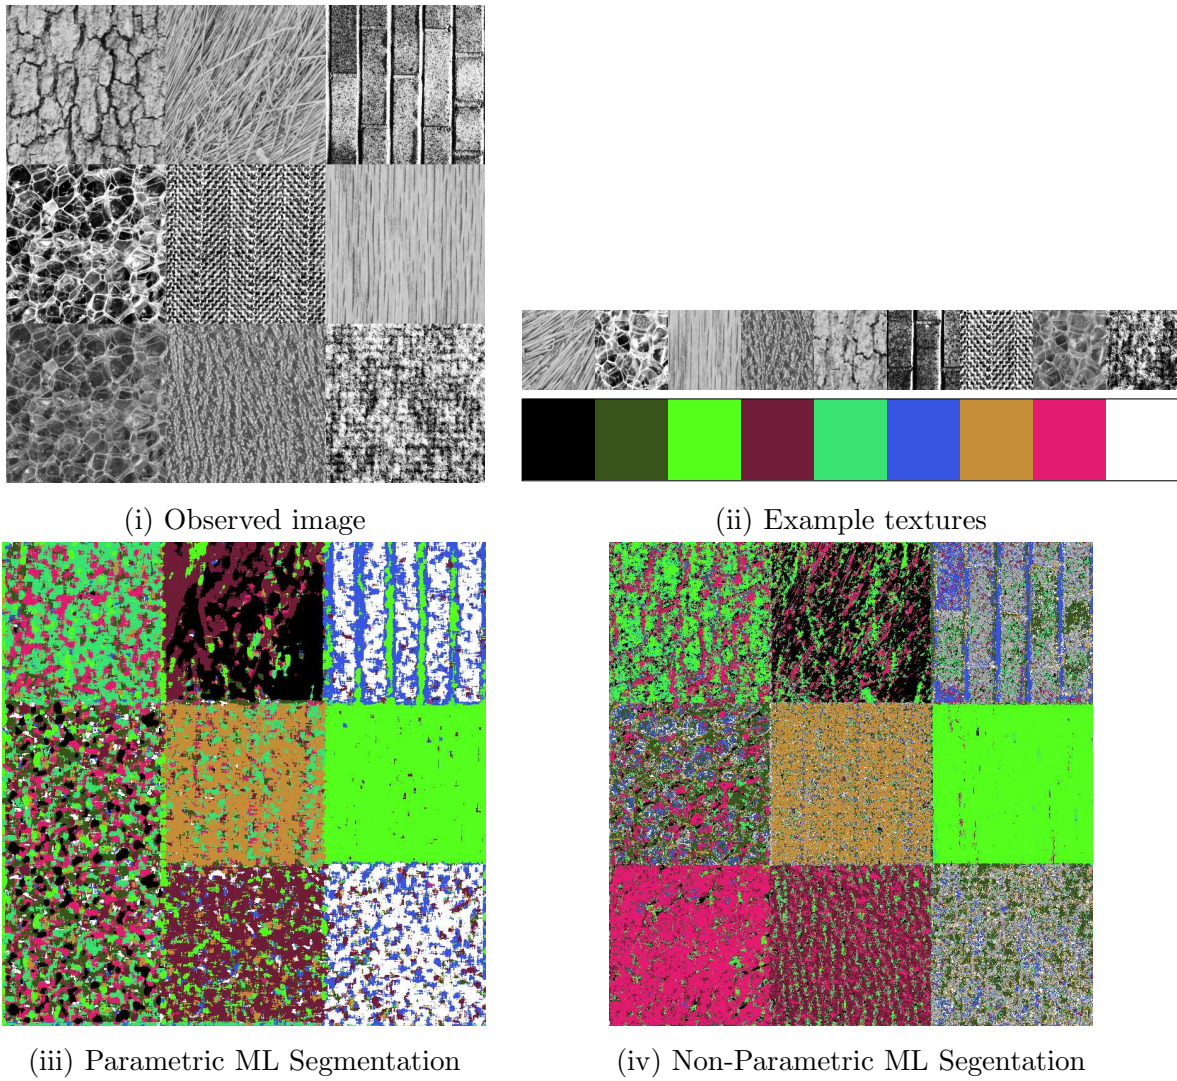 (i) Observed image
(ii) Example textures
(iii) Parametric ML Segmentation
(iv) Non-Parametric ML Segentation